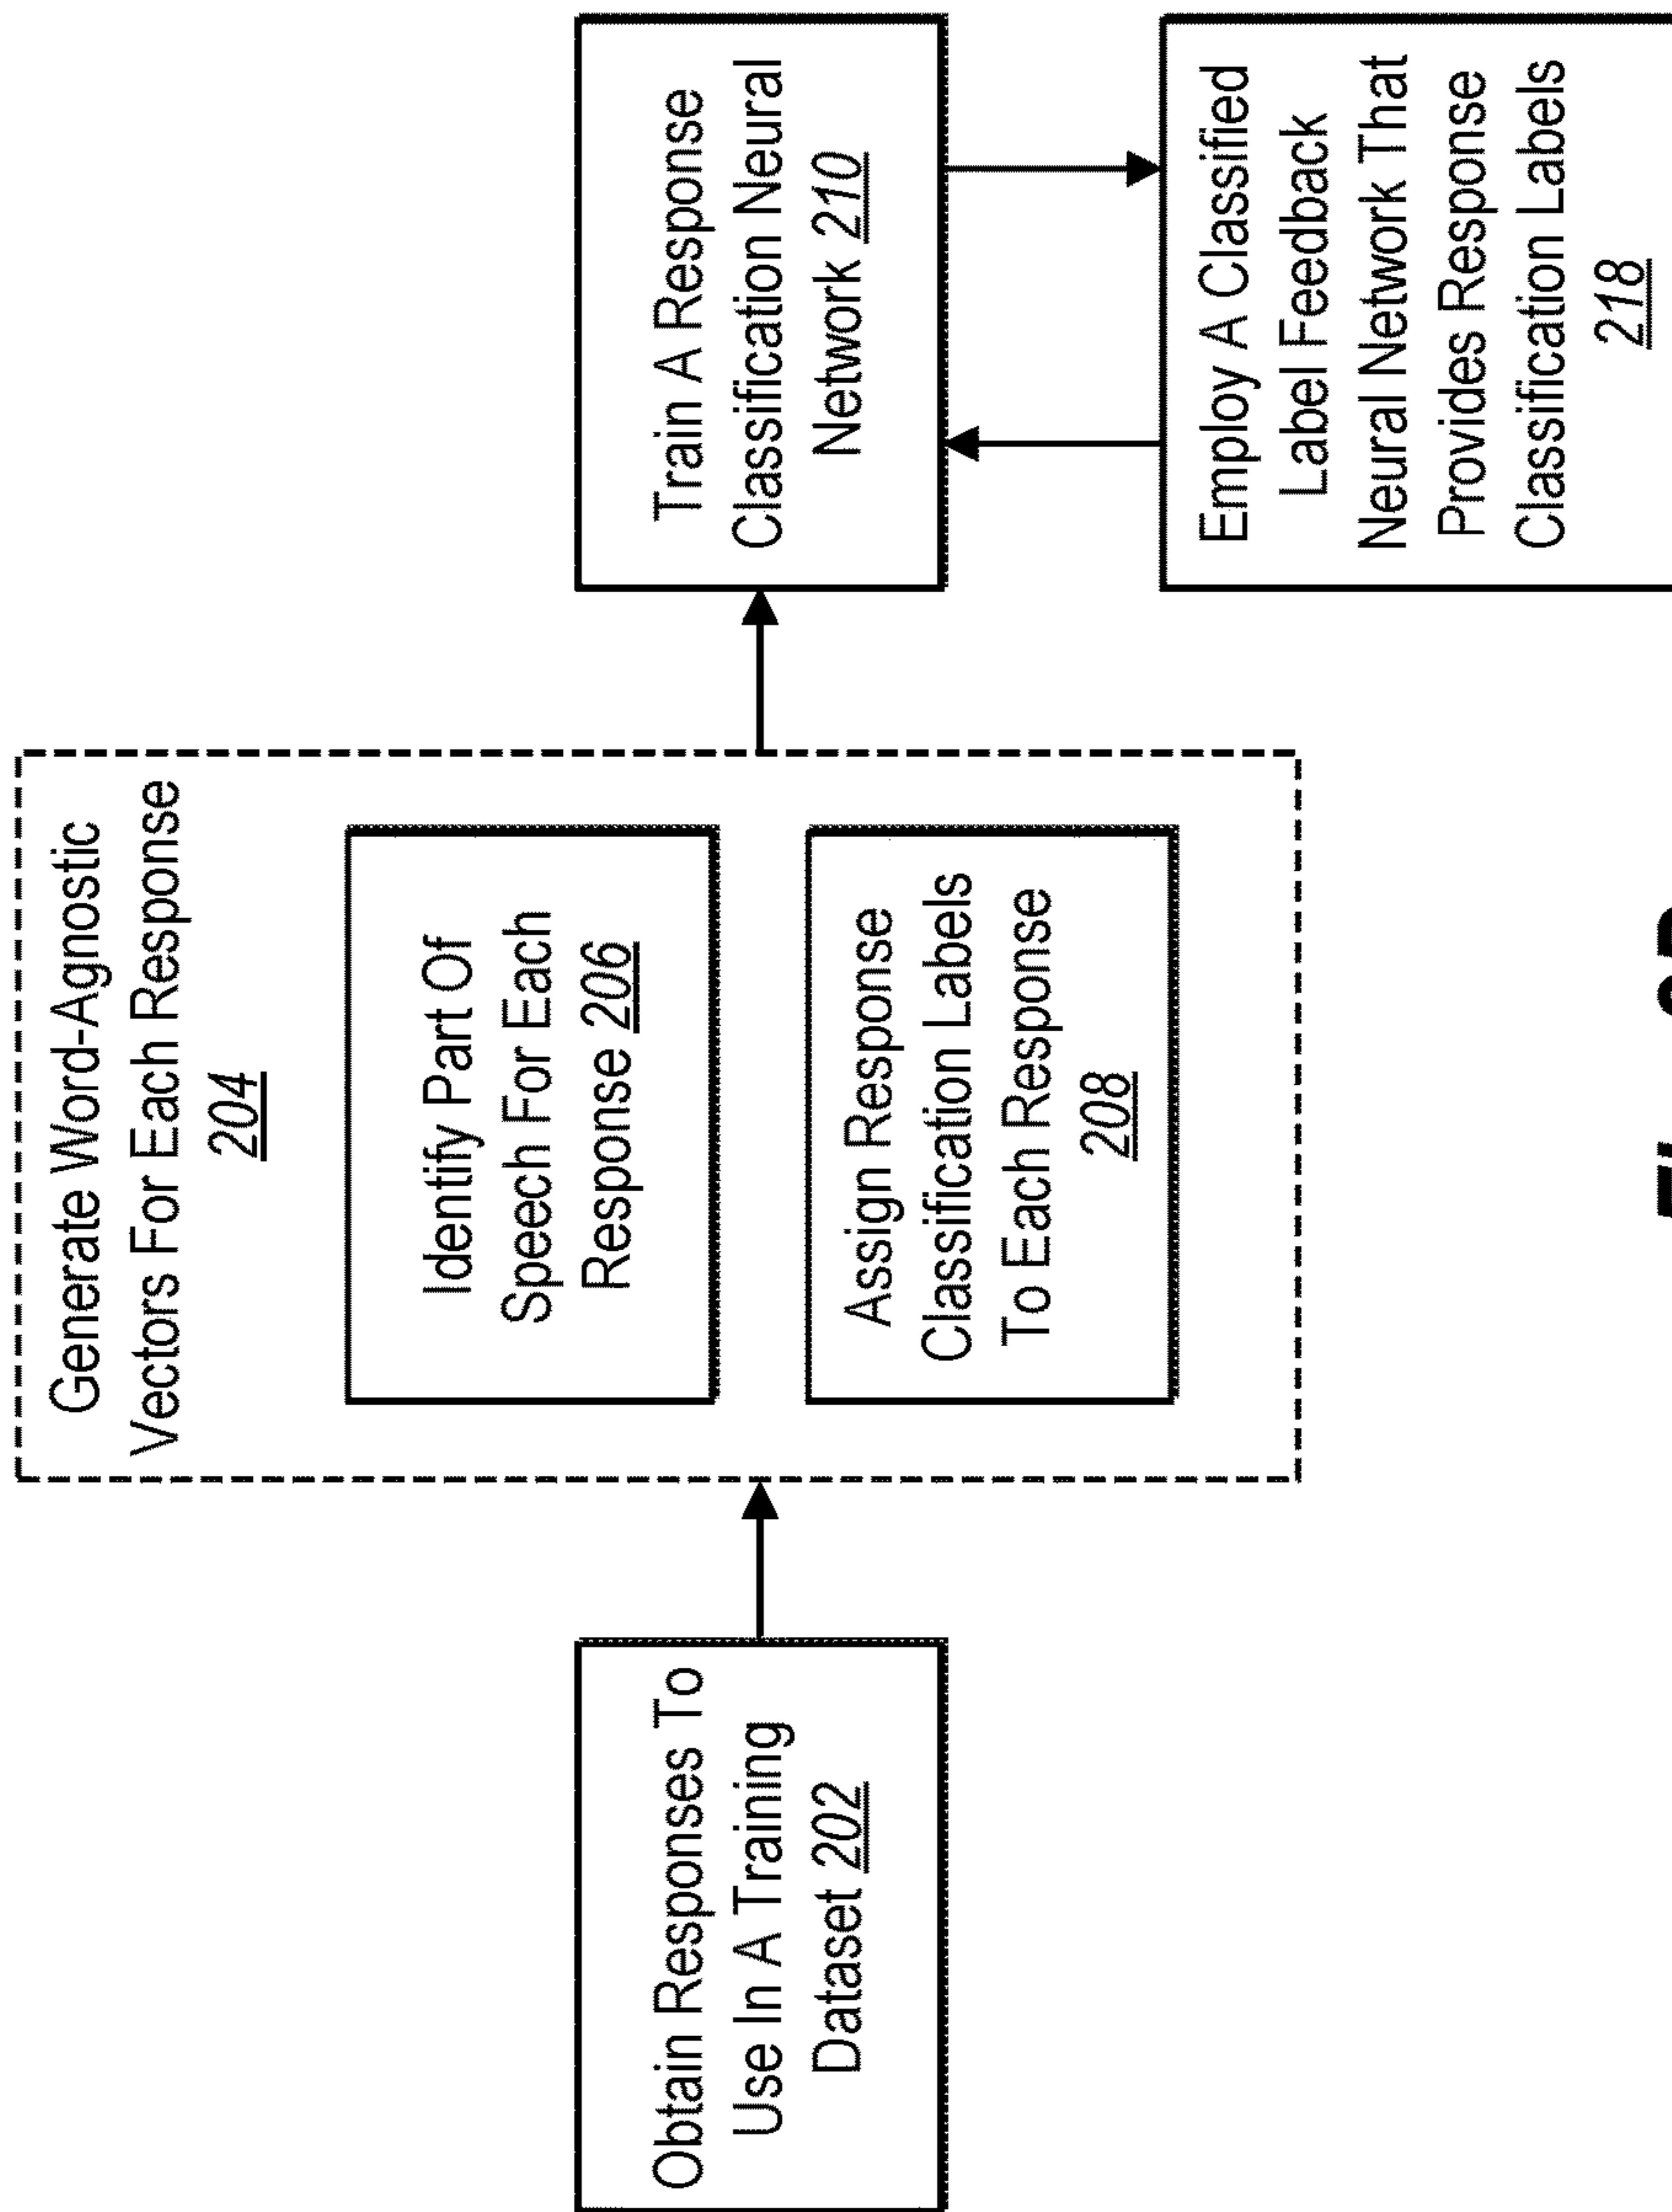 Obtain Responses To
Use In A Training
Dataset 202
Generate Word-Agnostic
Vectors For Each Response
204
Identify Part Of
Speech For Each
Response 206
Assign Response
Classification Labels
To Each Response
208
Train A Response
Classification Neural
Network 210
Employ A Classified
Label Feedback
Neural Network That
Provides Response
Classification Labels
218